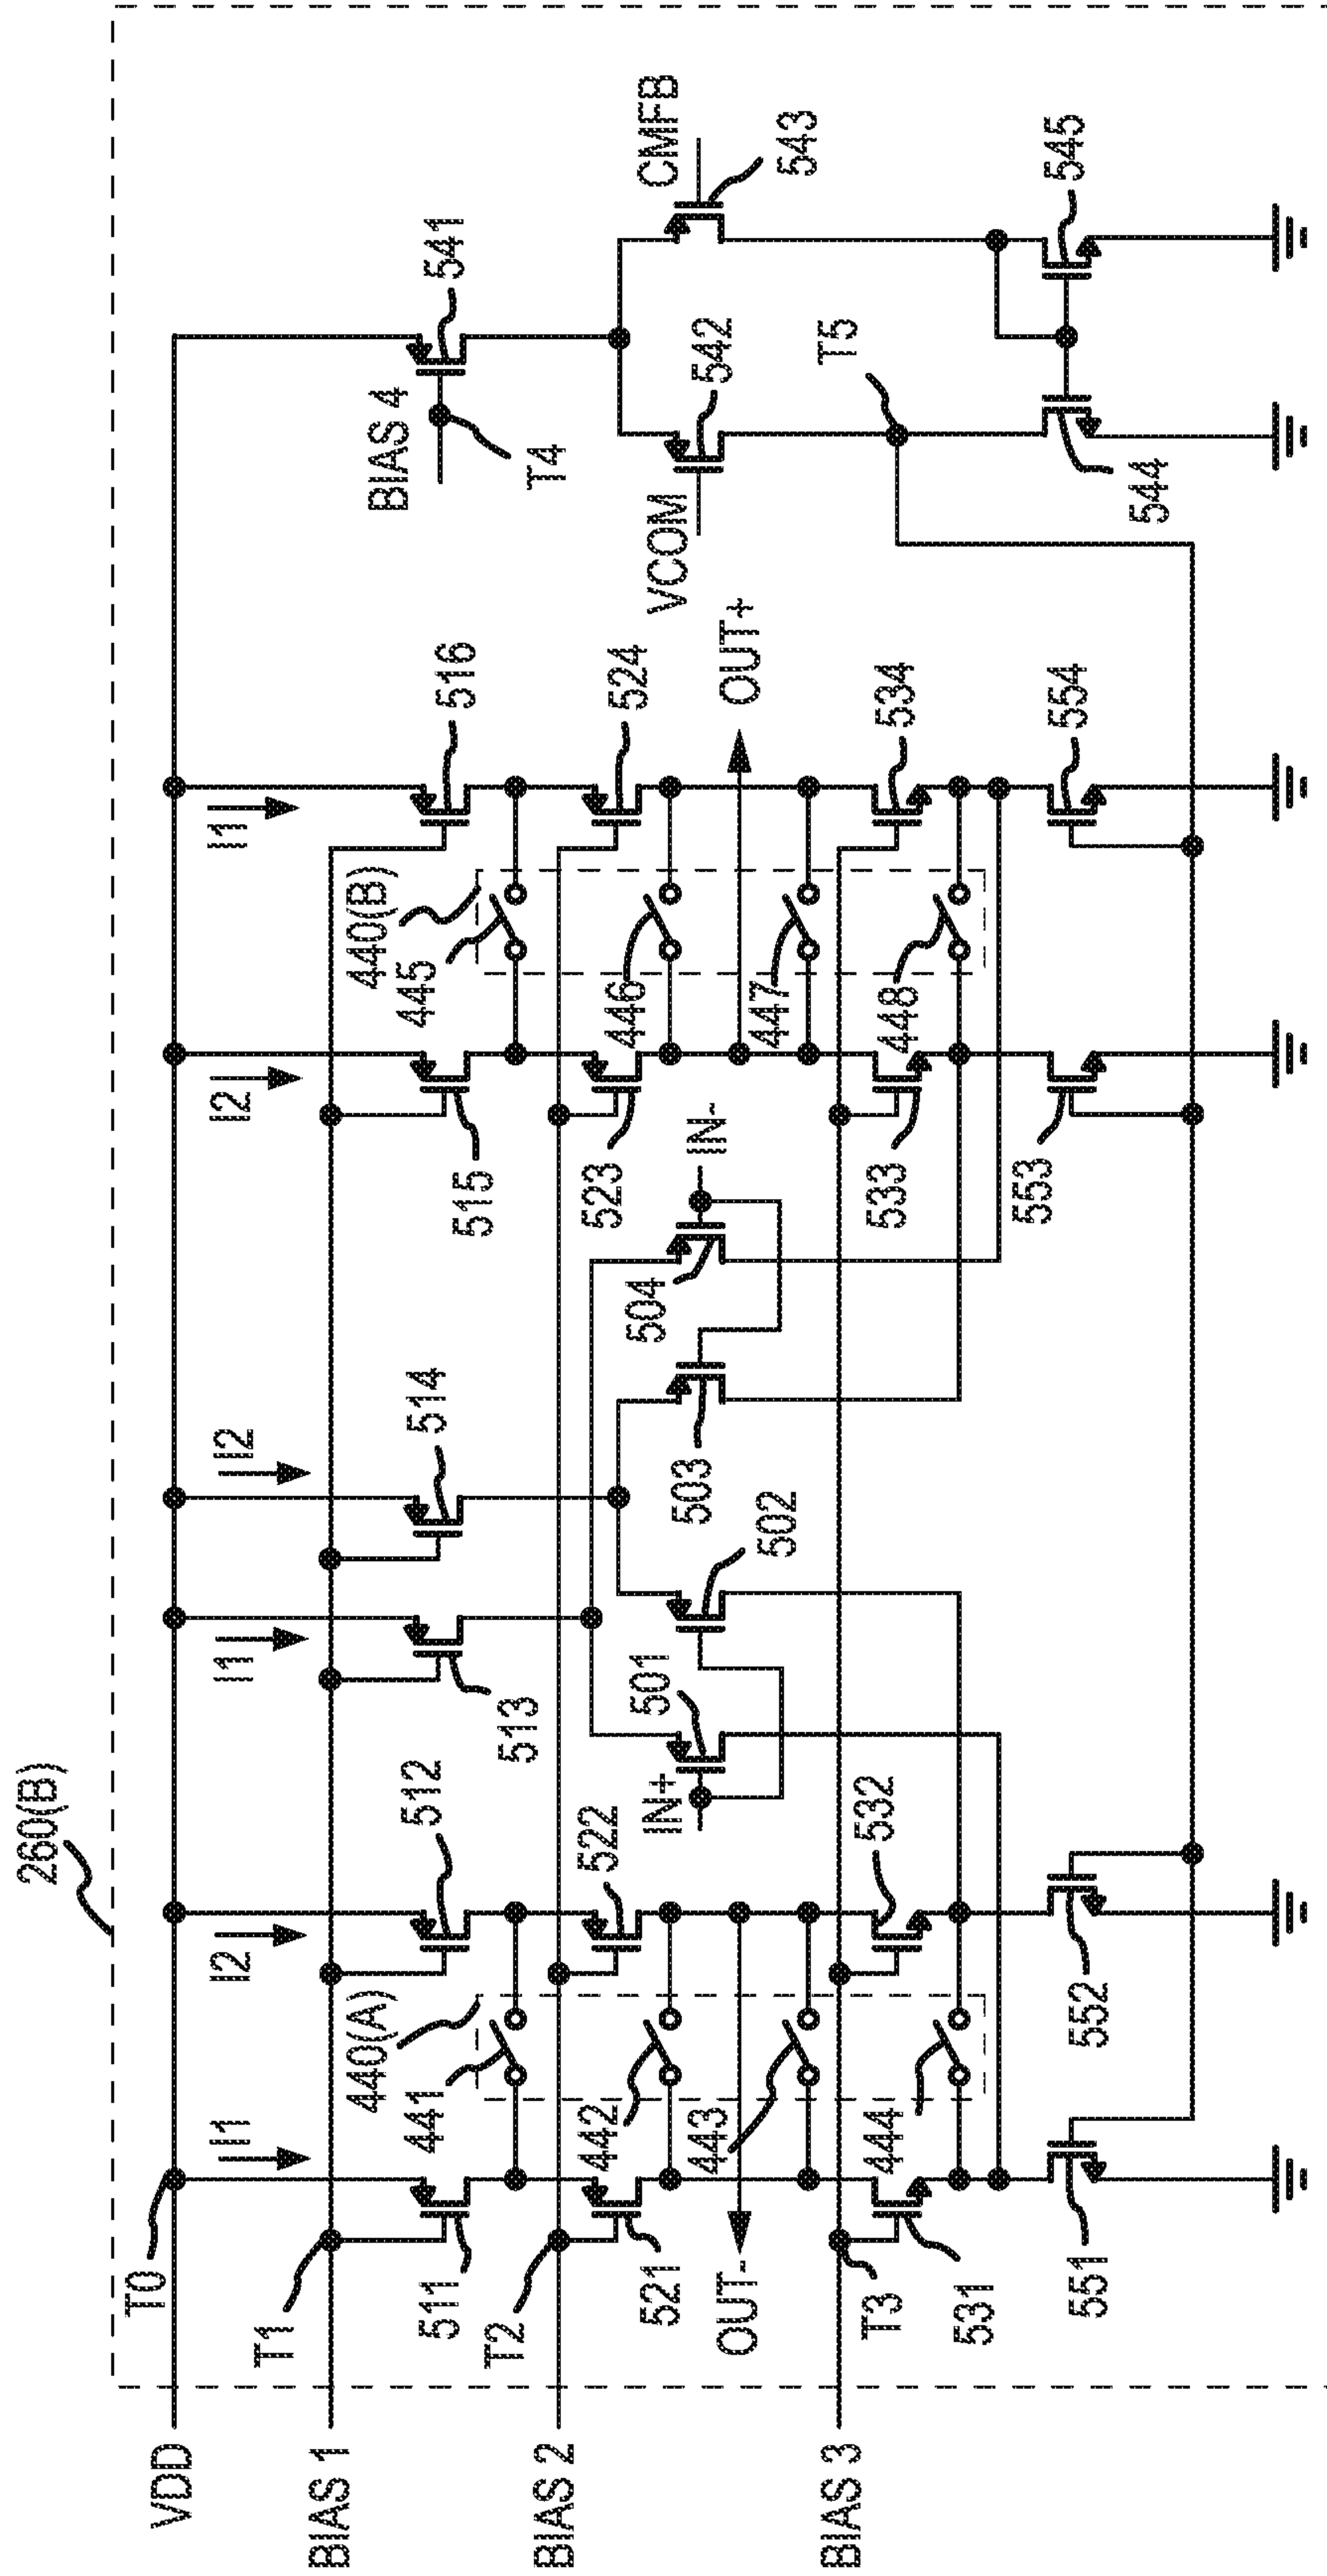 260(B)
VDD
T0
I1
I2
I1
I2
I2
I1
BIAS 1
T1
511
441
440(A)
512
513
514
515
445
440(B)
516
BIAS 4
T4
541
BIAS 2
T2
521
442
522
IN+
501
502
503
504
IN-
523
446
524
VCOM
542
CMFB
543
OUT-
443
447
OUT+
T5
BIAS 3
T3
531
444
532
533
448
534
551
552
553
554
544
545